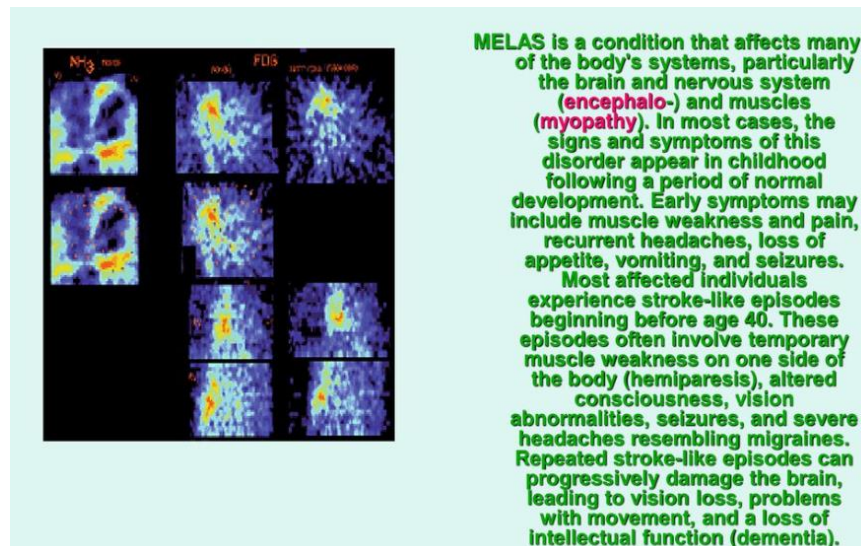 NH3
FDG
MELAS is a condition that affects many
of the body's systems, particularly
the brain and nervous system
(encephalo-) and muscles
(myopathy). In most cases, the
signs and symptoms of this
disorder appear in childhood
following a period of normal
development. Early symptoms may
include muscle weakness and pain,
recurrent headaches, loss of
appetite, vomiting, and seizures.
Most affected individuals
experience stroke-like episodes
beginning before age 40. These
episodes often involve temporary
muscle weakness on one side of
the body (hemiparesis), altered
consciousness, vision
abnormalities, seizures, and severe
headaches resembling migraines.
Repeated stroke-like episodes can
progressively damage the brain,
leading to vision loss, problems
with movement, and a loss of
intellectual function (dementia).